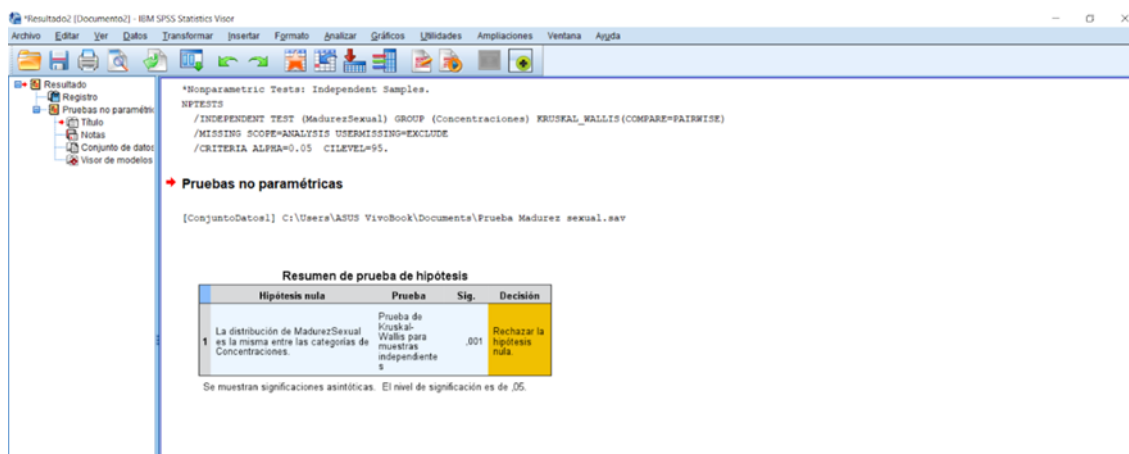 *Resultado2 [Documento2] - IBM SPSS Statistics Visor
Archivo Editar Ver Datos Transformar Insertar Formato Analizar Gráficos Utilidades Ampliaciones Ventana Ayuda
Resultado
Registro
Pruebas no paramétric
Título
Notas
Conjunto de datos
Visor de modelos
*Nonparametric Tests: Independent Samples.
NPTESTS
/INDEPENDENT TEST (MadurezSexual) GROUP (Concentraciones) KRUSKAL_WALLIS(COMPARE=PAIRWISE)
/MISSING SCOPE=ANALYSIS USERMISSING=EXCLUDE
/CRITERIA ALPHA=0.05 CILEVEL=95.
Pruebas no paramétricas
[ConjuntoDatos1] C:\Users\ASUS VivoBook\Documents\Prueba Madurez sexual.sav
Resumen de prueba de hipótesis
Hipótesis nula Prueba Sig. Decisión
1 La distribución de MadurezSexual
es la misma entre las categorías de
Concentraciones.
Prueba de
Kruskal-
Wallis para
muestras
independiente
s
,001
Rechazar la
hipótesis
nula.
Se muestran significaciones asintóticas. El nivel de significación es de ,05.